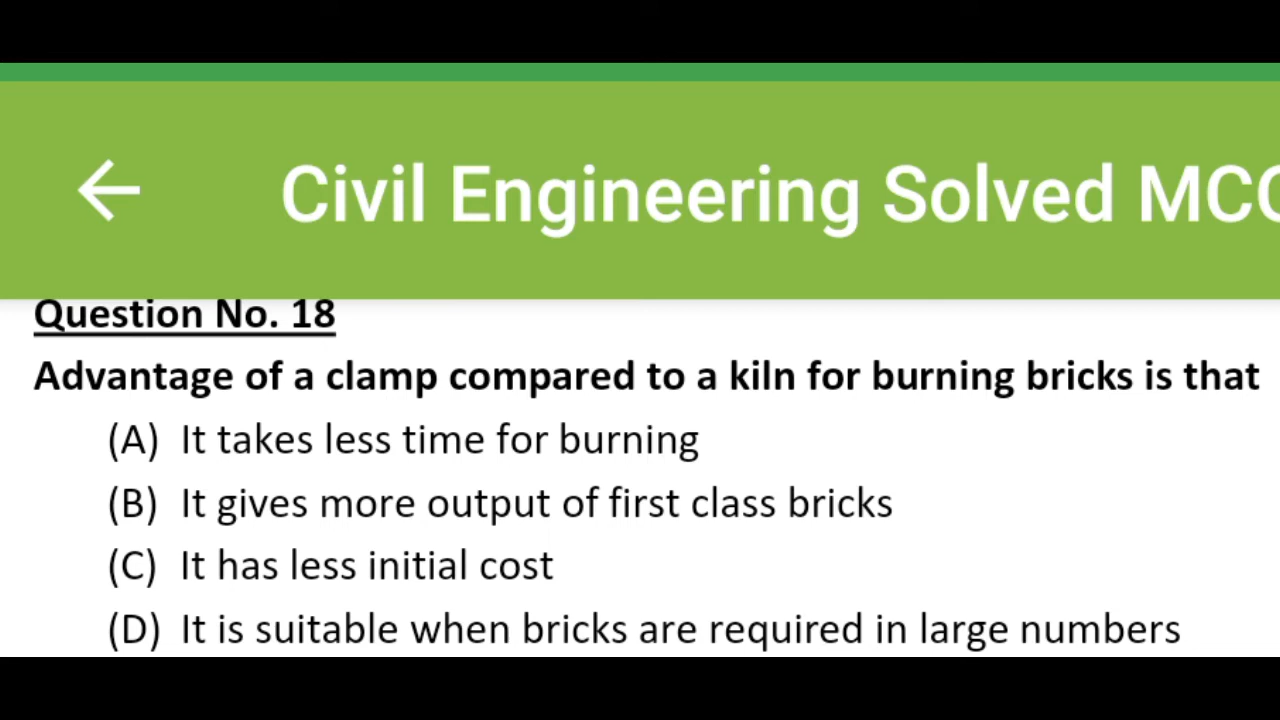 Civil Engineering Solved MC
Question No. 18
Advantage of a clamp compared to a kiln for burning bricks is that
(A) It takes less time for burning
(B) It gives more output of first class bricks
(C) It has less initial cost
(D) It is suitable when bricks are required in large numbers